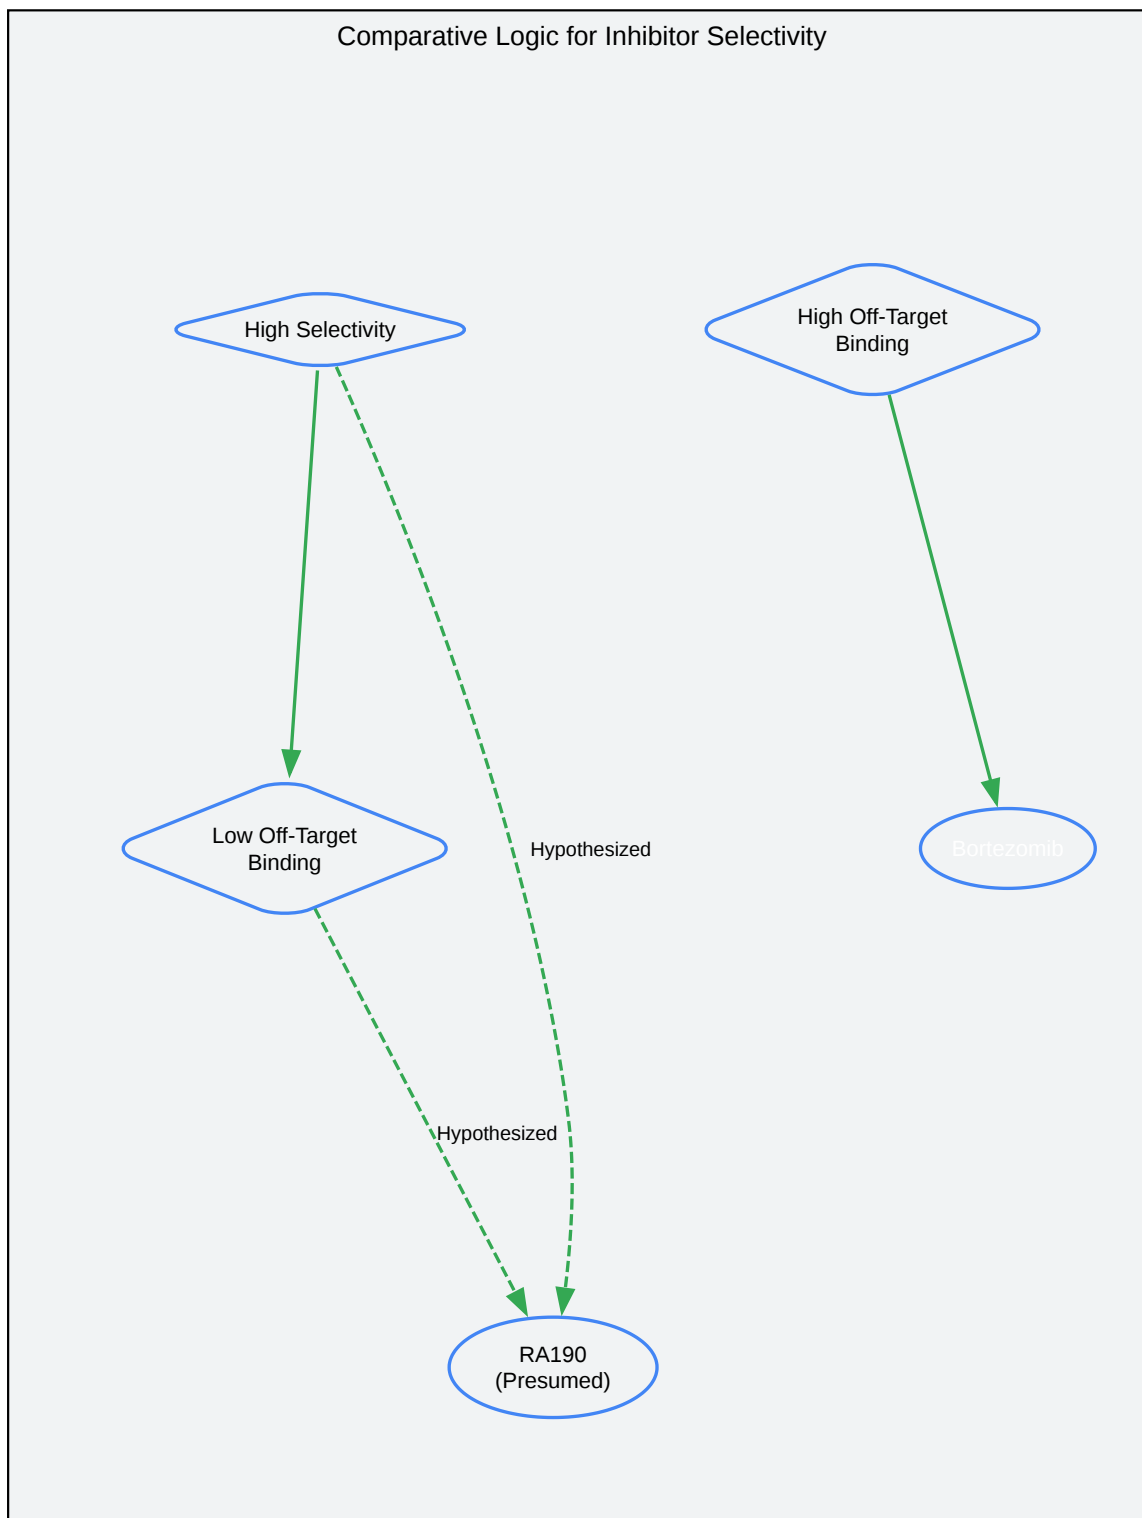 Comparative Logic for Inhibitor Selectivity
High Selectivity
High Off-Target
Binding
Low Off-Target
Binding
Hypothesized
Bortezomib
Hypothesized
RA190
(Presumed)